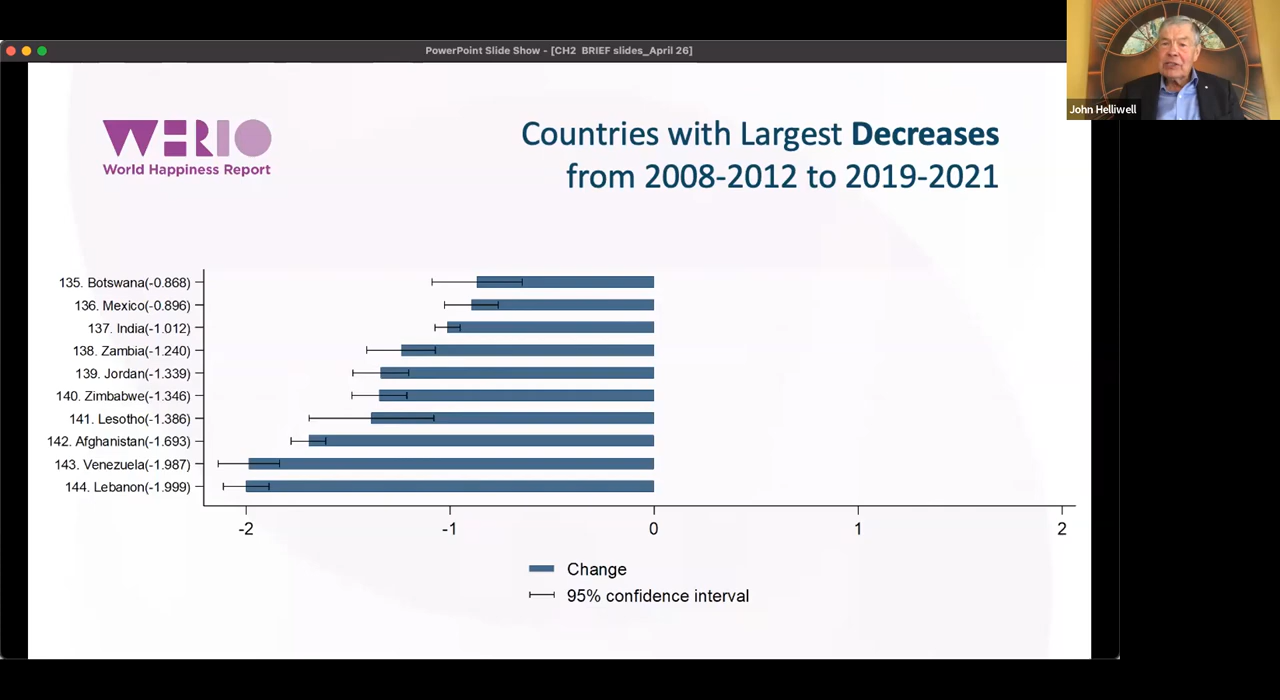 PowerPoint Slide Show - [CH2 BRIEF slides_April 26]
John Helliwell
WHR10
World Happiness Report
Countries with Largest Decreases
from 2008-2012 to 2019-2021
135. Botswana(-0.868)
136. Mexico(-0.896)
137. India(-1.012)
138. Zambia(-1.240)
139. Jordan(-1.339)
140. Zimbabwe(-1.346)
141. Lesotho(-1.386)
142. Afghanistan(-1.693)
143. Venezuela(-1.987)
144. Lebanon(-1.999)
-2 -1 0 1 2
Change
95% confidence interval